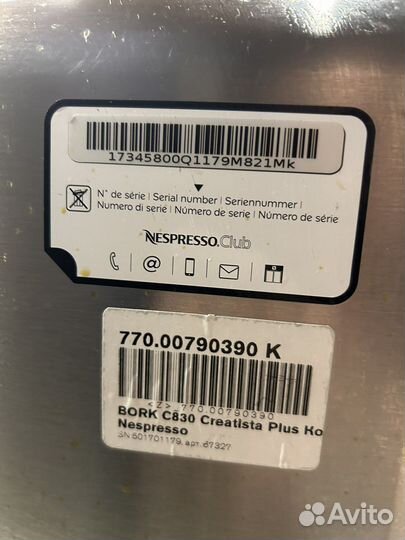 17345800Q1179M821Mk
N° de série | Serial number | Seriennummer |
Numero di serie | Número de serie | Número de série
NESPRESSO.Club
770.00790390 K
<Z> 770.00790390
BORK C830 Creatista Plus Ko
Nespresso
SN 501701179, арт. 67327
Avito